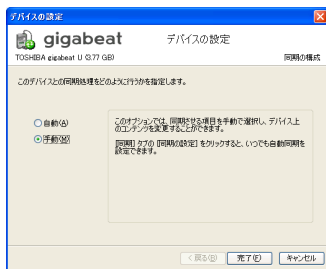 デバイスの設定
gigabeat
デバイスの設定
TOSHIBA gigabeat U (3.77 GB)
同期の構成
このデバイスとの同期処理をどのように行うかを指定します。
自動(A)
手動(M)
このオプションでは、同期させる項目を手動で選択し、デバイス上
のコンテンツを変更することができます。
[同期] タブの [同期の設定] をクリックすると、いつでも自動同期を
設定できます。
< 戻る(B)
完了(F)
キャンセル